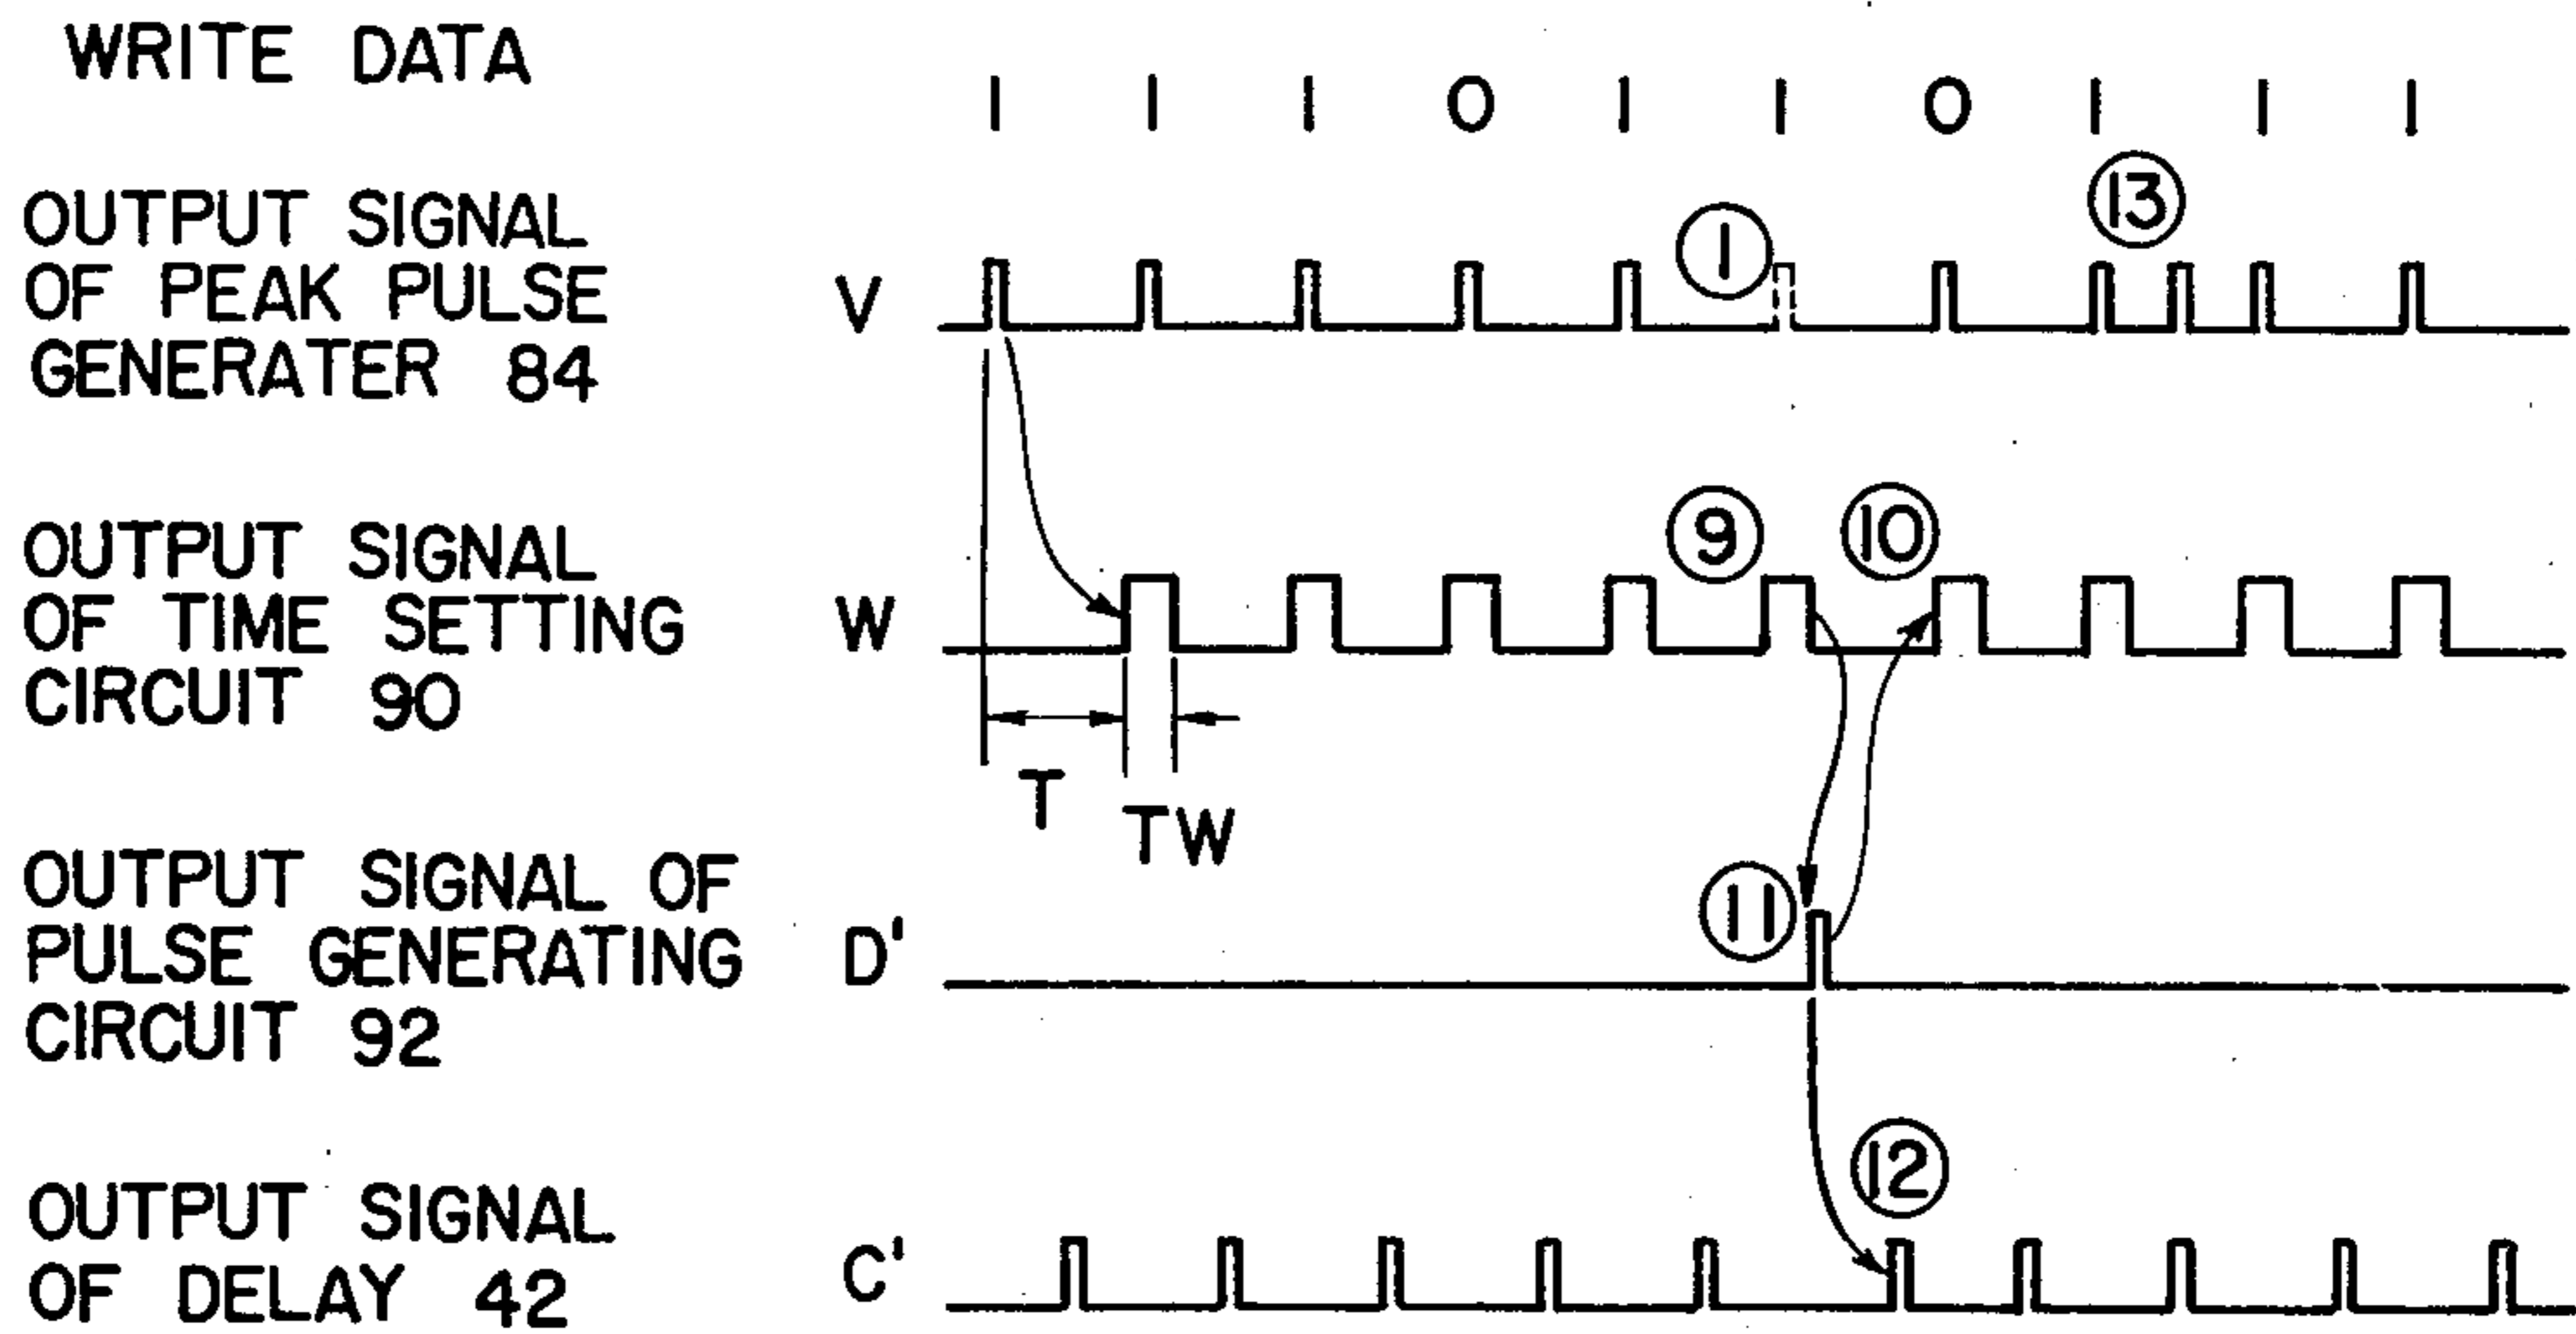 WRITE DATA
1 1 1 0 1 1 0 1 1 1
OUTPUT SIGNAL
OF PEAK PULSE
GENERATER 84
V
1
13
OUTPUT SIGNAL
OF TIME SETTING
CIRCUIT 90
W
9
10
T
TW
OUTPUT SIGNAL OF
PULSE GENERATING
CIRCUIT 92
D'
11
OUTPUT SIGNAL
OF DELAY 42
C'
12